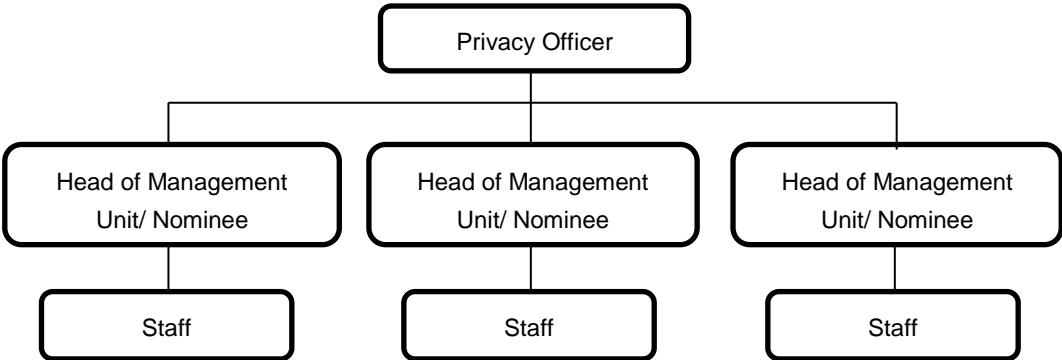 Privacy Officer
Head of Management
Unit/ Nominee
Head of Management
Unit/ Nominee
Head of Management
Unit/ Nominee
Staff
Staff
Staff